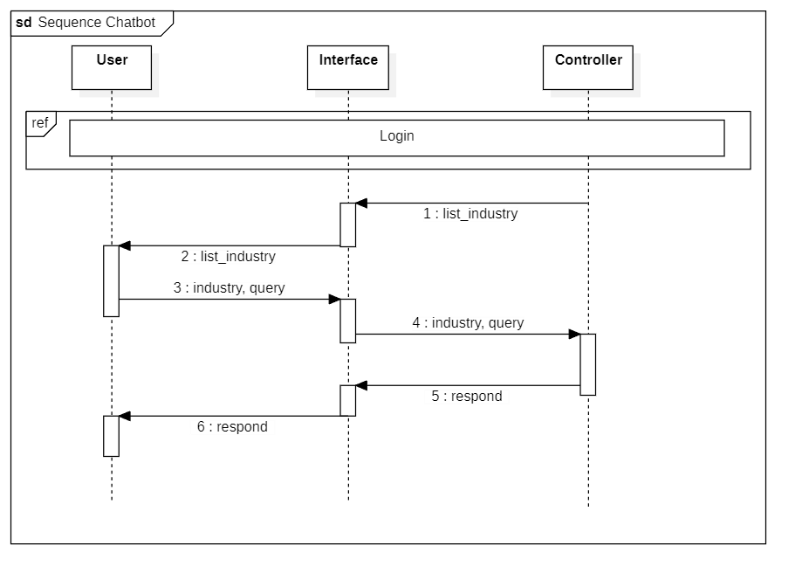 sd Sequence Chatbot
User
Interface
Controller
ref
Login
1 : list_industry
2 : list_industry
3 : industry, query
4 : industry, query
5 : respond
6 : respond